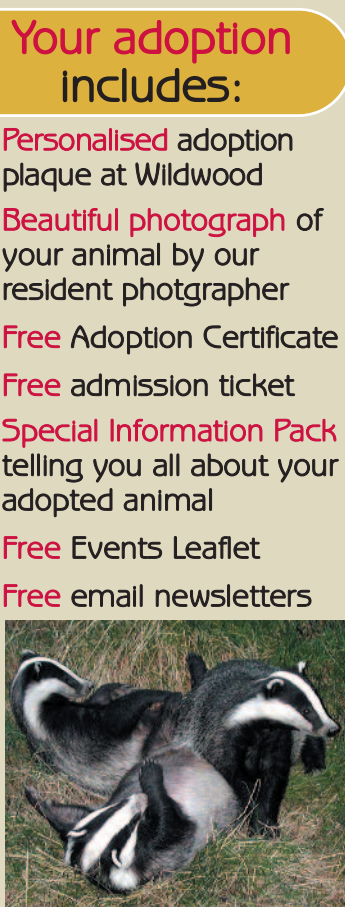 Your adoption
includes:
Personalised adoption
plaque at Wildwood
Beautiful photograph of
your animal by our
resident photgrapher
Free Adoption Certificate
Free admission ticket
Special Information Pack
telling you all about your
adopted animal
Free Events Leaflet
Free email newsletters